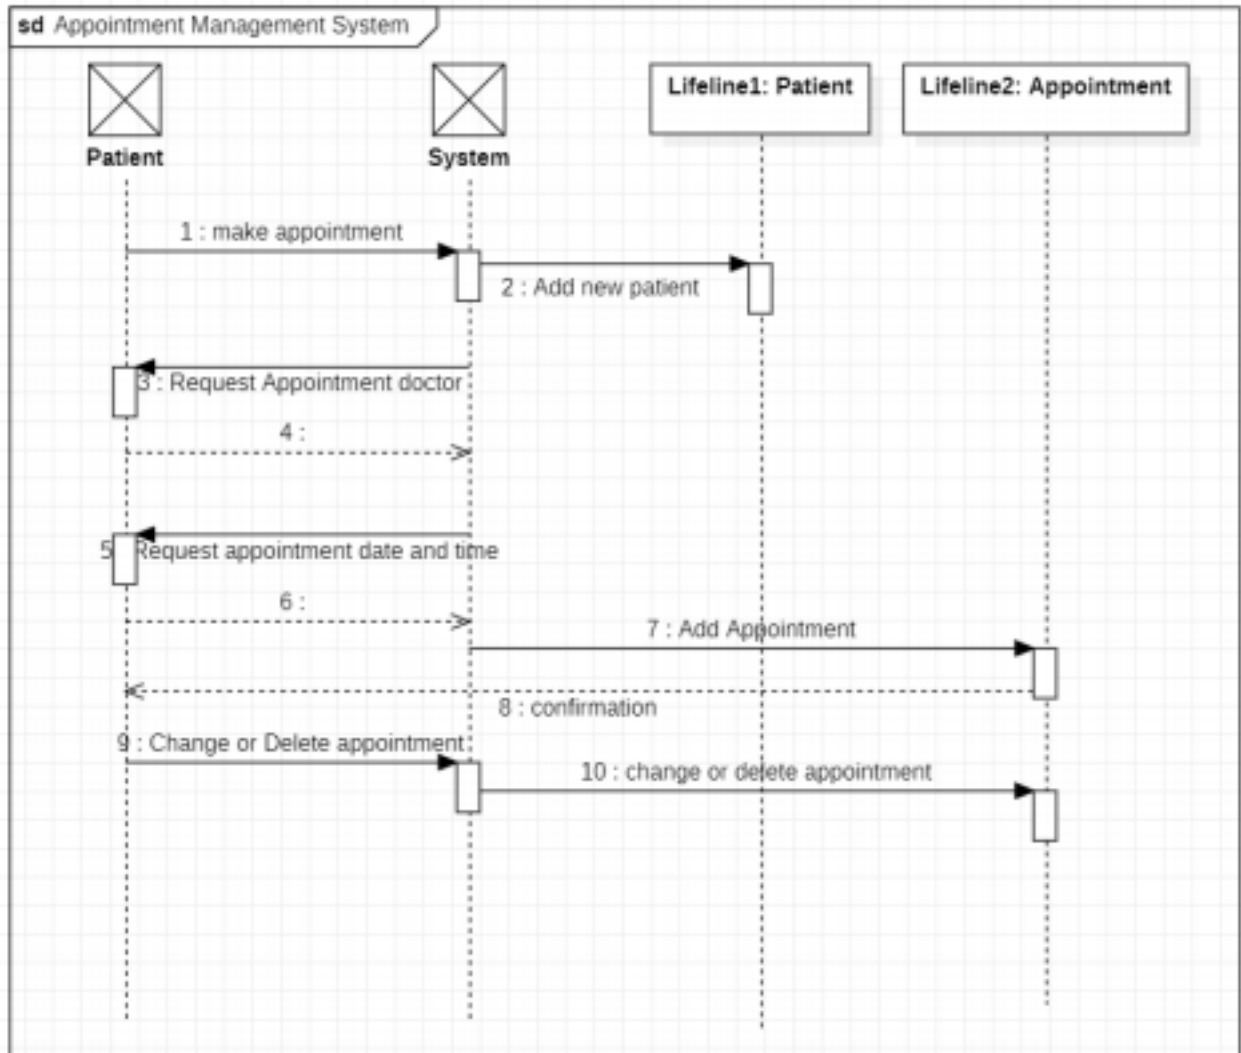 sd Appointment Management System
Patient
System
Lifeline1: Patient
Lifeline2: Appointment
1 : make appointment
2 : Add new patient
3 : Request Appointment doctor
4 :
5 Request appointment date and time
6 :
7 : Add Appointment
8 : confirmation
9 : Change or Delete appointment
10 : change or delete appointment